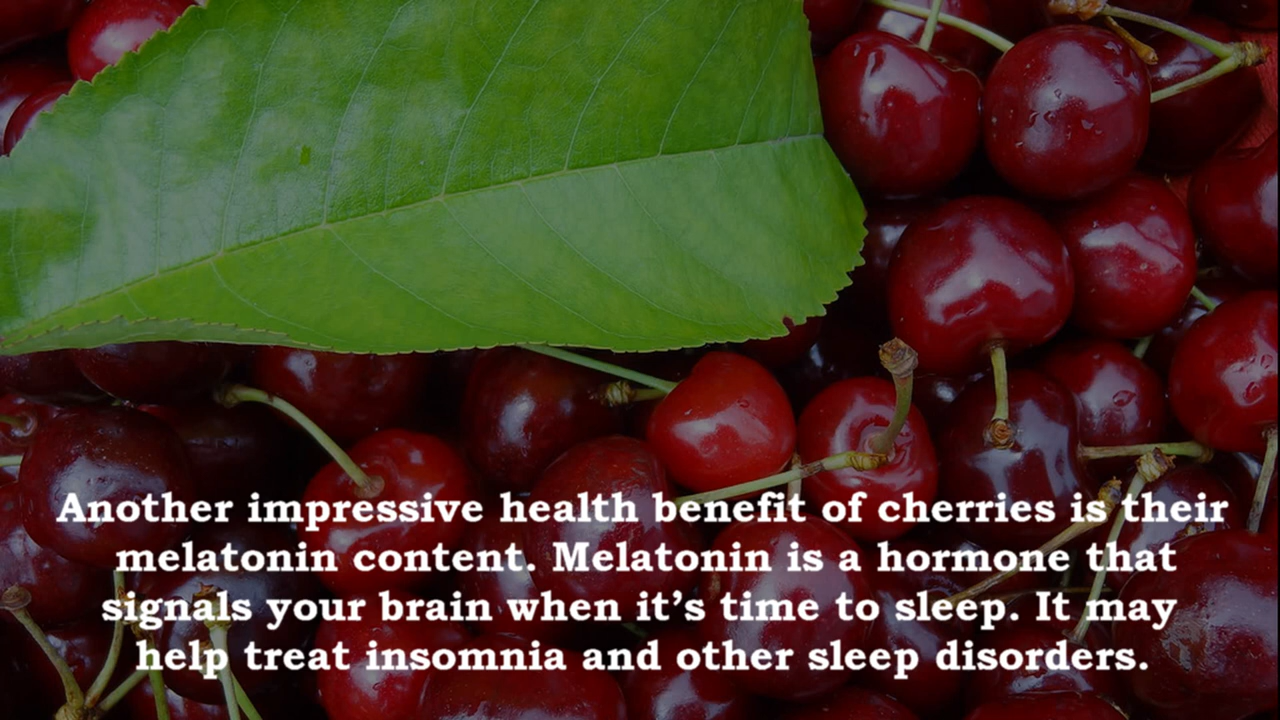 Another impressive health benefit of cherries is their
melatonin content. Melatonin is a hormone that
signals your brain when it’s time to sleep. It may
help treat insomnia and other sleep disorders.